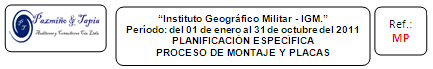 Pazmiño & Tapia
Auditores y Consultores Cía. Ltda.
“Instituto Geográfico Militar - IGM.”
Período: del 01 de enero al 31 de octubre del 2011
PLANIFICACIÓN ESPECÍFICA
PROCESO DE MONTAJE Y PLACAS
Ref.:
MP